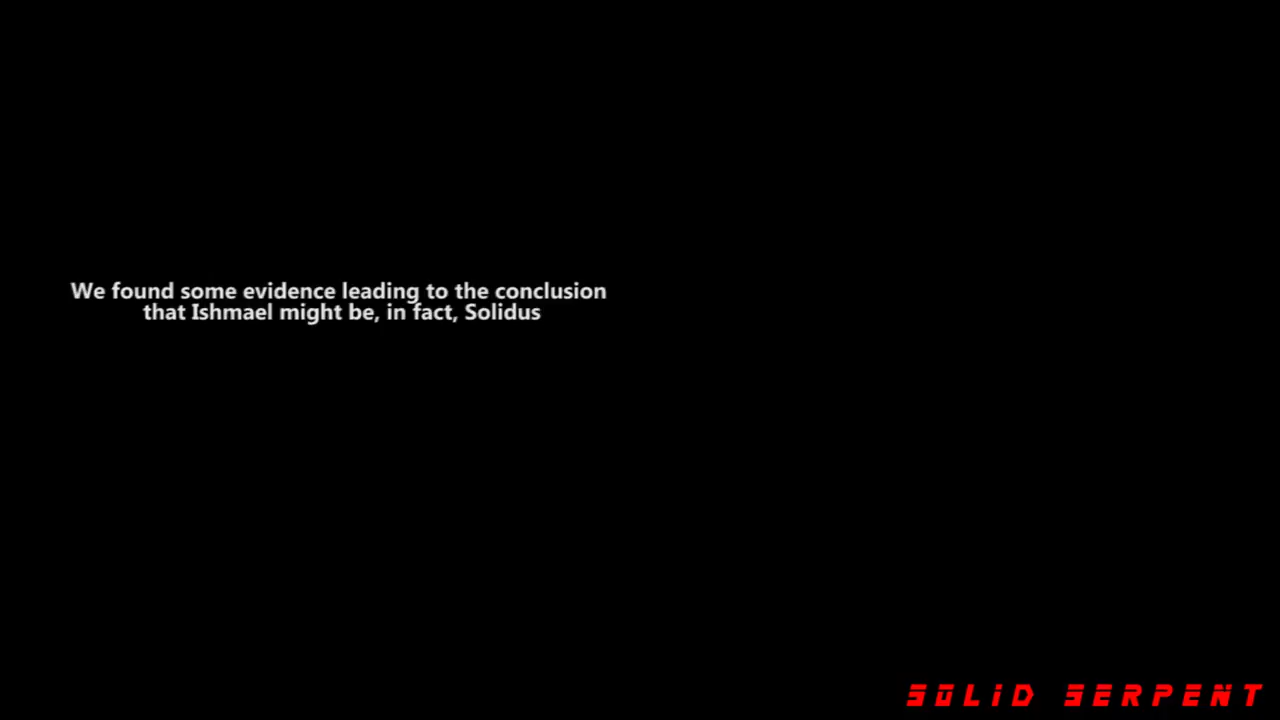 We found some evidence leading to the conclusion
that Ishmael might be, in fact, Solidus
SOLiD SERPENT